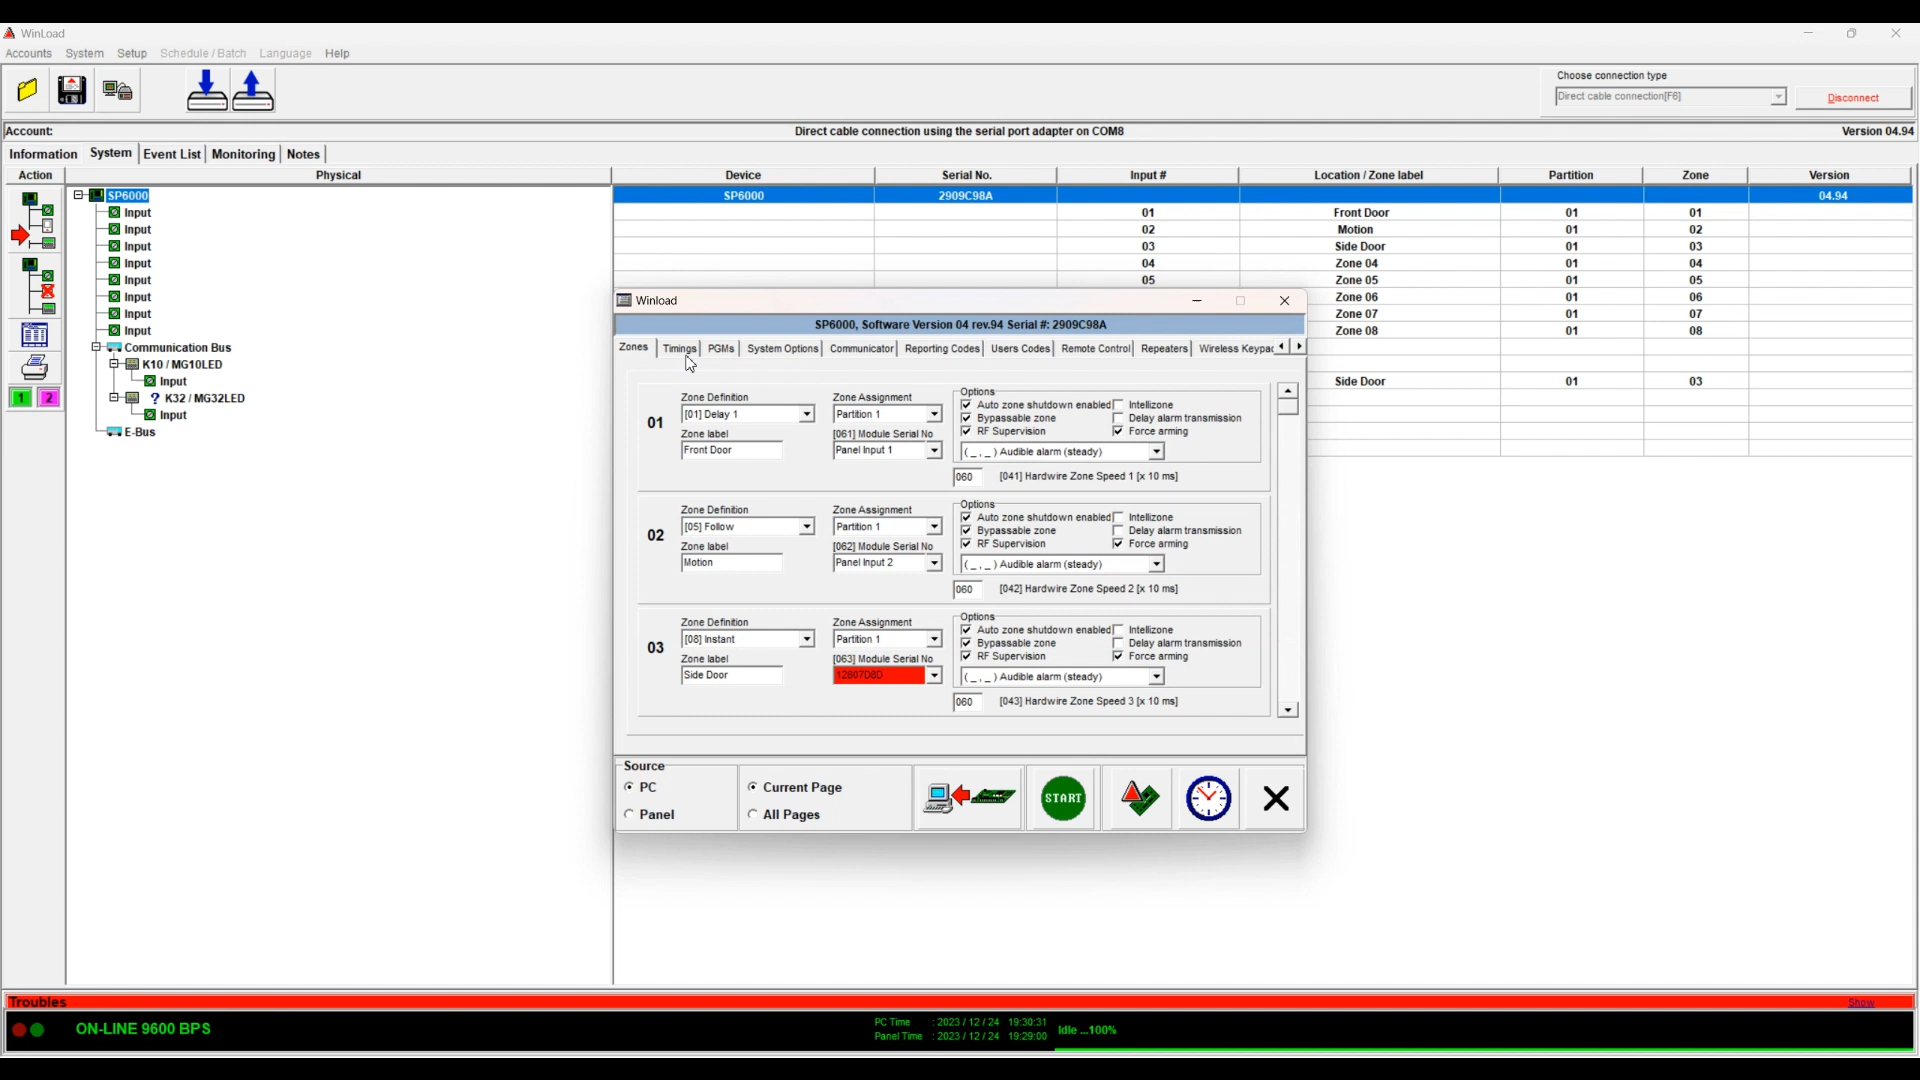 WinLoad
Accounts System Setup Schedule / Batch Language Help
Choose connection type
Direct cable connection[F6]
Disconnect
Account: Direct cable connection using the serial port adapter on COM8 Version 04.94
Information System Event List Monitoring Notes
Action Physical Device Serial No. Input # Location / Zone label Partition Zone Version
SP6000 SP6000 2909C98A 04.94
Input 01 Front Door 01 01
Input 02 Motion 01 02
Input 03 Side Door 01 03
Input 04 Zone 04 01 04
Input 05 Zone 05 01 05
Input Zone 06 01 06
Input Zone 07 01 07
Input Zone 08 01 08
Communication Bus
K10 / MG10LED
Input Side Door 01 03
? K32 / MG32LED
Input
E-Bus
1 2
Winload
SP6000, Software Version 04 rev.94 Serial #: 2909C98A
Zones Timings PGMs System Options Communicator Reporting Codes Users Codes Remote Control Repeaters Wireless Keypac
01
Zone Definition
[01] Delay 1
Zone label
Front Door
Zone Assignment
Partition 1
[061] Module Serial No
Panel Input 1
Options
Auto zone shutdown enabled Intellizone
Bypassable zone Delay alarm transmission
RF Supervision Force arming
( _ . _ ) Audible alarm (steady)
060 [041] Hardwire Zone Speed 1 [x 10 ms]
02
Zone Definition
[05] Follow
Zone label
Motion
Zone Assignment
Partition 1
[062] Module Serial No
Panel Input 2
Options
Auto zone shutdown enabled Intellizone
Bypassable zone Delay alarm transmission
RF Supervision Force arming
( _ . _ ) Audible alarm (steady)
060 [042] Hardwire Zone Speed 2 [x 10 ms]
03
Zone Definition
[08] Instant
Zone label
Side Door
Zone Assignment
Partition 1
[063] Module Serial No
12807D8D
Options
Auto zone shutdown enabled Intellizone
Bypassable zone Delay alarm transmission
RF Supervision Force arming
( _ . _ ) Audible alarm (steady)
060 [043] Hardwire Zone Speed 3 [x 10 ms]
Source
PC
Panel
Current Page
All Pages
START
Troubles Show
ON-LINE 9600 BPS
PC Time : 2023 / 12 / 24 19:30:31
Panel Time : 2023 / 12 / 24 19:29:00
Idle ...100%